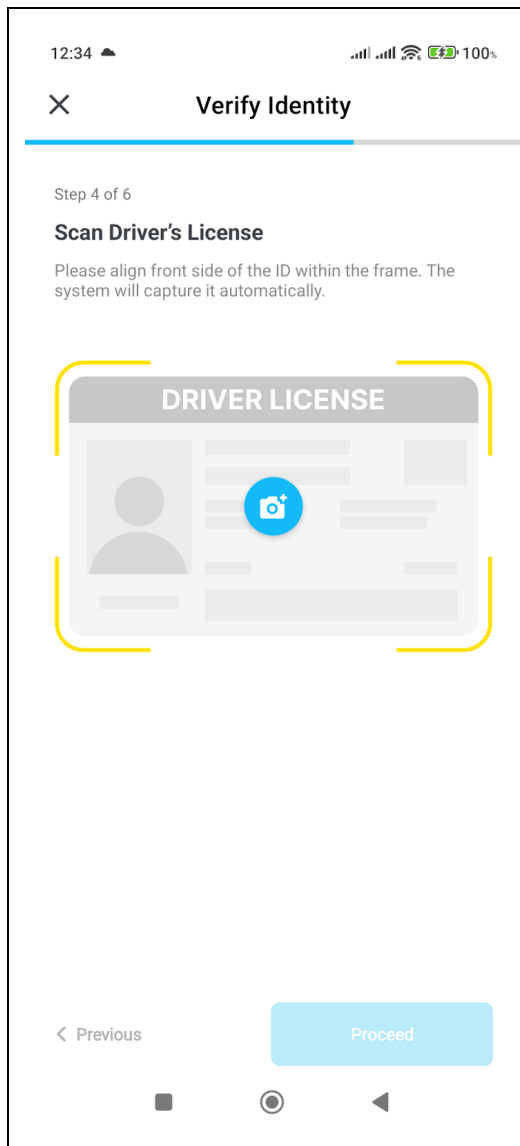 12:34
100%
Verify Identity
Step 4 of 6
Scan Driver's License
Please align front side of the ID within the frame. The
system will capture it automatically.
DRIVER LICENSE
Previous
Proceed